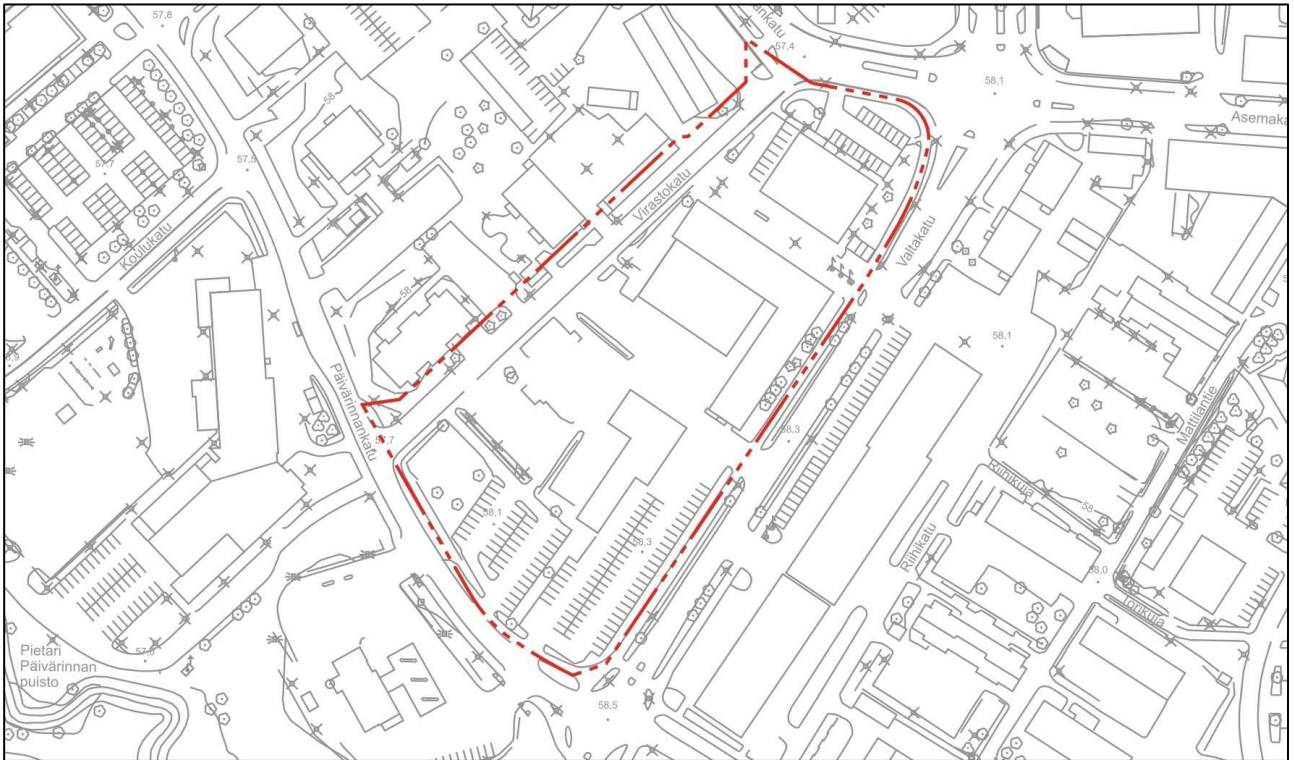 57,8
ankatu
57,4
58,1
Asemaka
58
57,7
57,5
Virastokatu
Koulukatu
Valtakatu
58
58,1
Päivärinnankatu
57,7
58,3
Mattilantie
Riihikuja
58
58,1
58,3
Riihikatu
58,0
Torikuja
Pietari
Päivärinnan
puisto
58,5